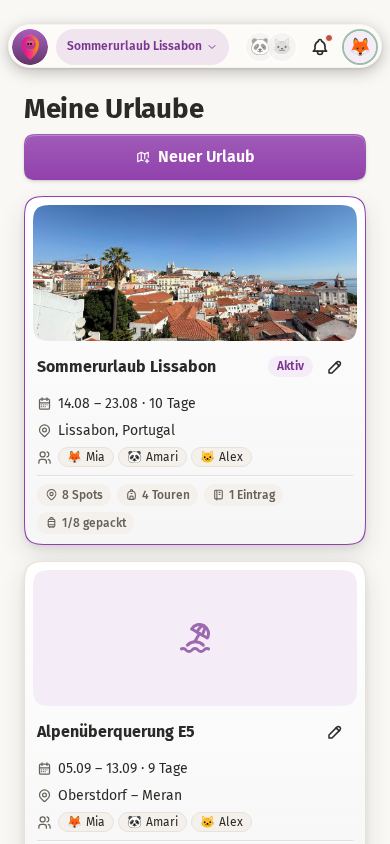 Sommerurlaub Lissabon
Meine Urlaube
Neuer Urlaub
Sommerurlaub Lissabon
Aktiv
14.08 – 23.08 · 10 Tage
Lissabon, Portugal
Mia Amari Alex
8 Spots 4 Touren 1 Eintrag
1/8 gepackt
Alpenüberquerung E5
05.09 – 13.09 · 9 Tage
Oberstdorf – Meran
Mia Amari Alex